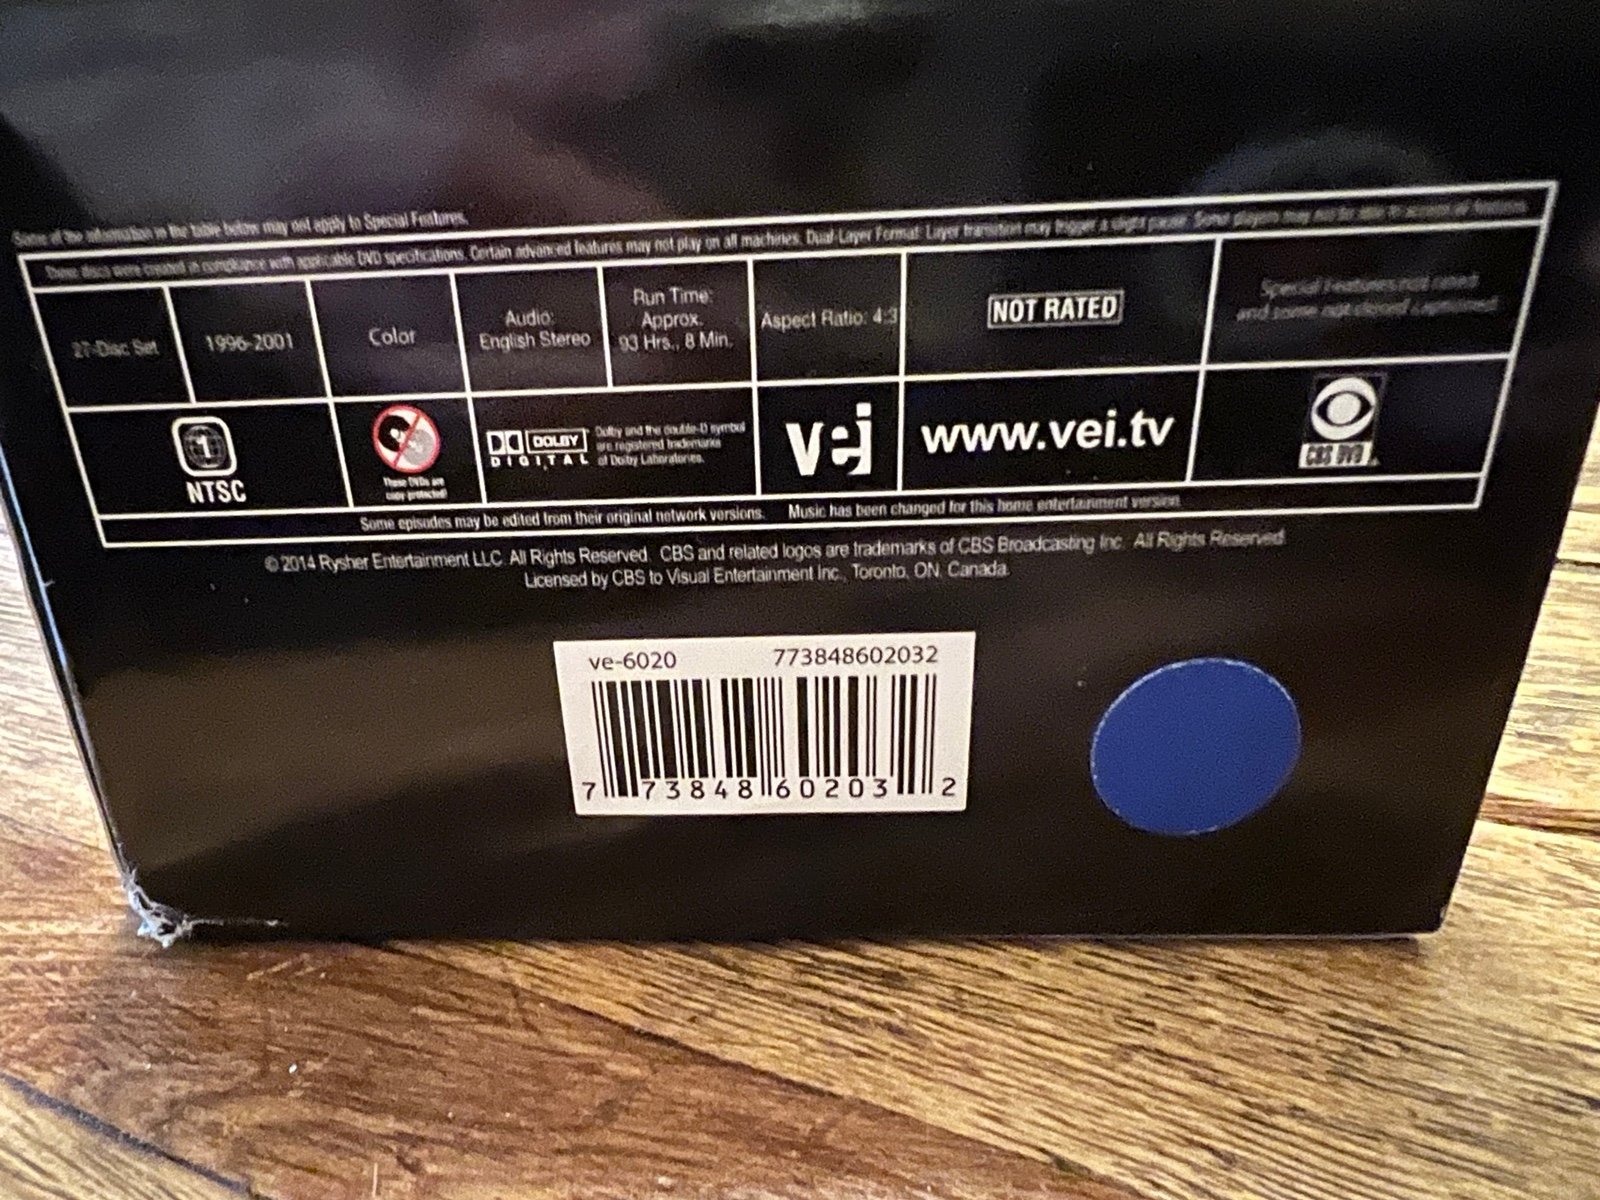 Some of the information in the table below may not apply to Special Features.
These discs were created in compliance with applicable DVD specifications. Certain advanced features may not play on all machines. Dual-Layer Format: Layer transition may trigger a slight pause. Some players may not be able to access all features.
27-Disc Set
1996-2001
Color
Audio:
English Stereo
Run Time:
Approx.
93 Hrs., 8 Min.
Aspect Ratio: 4:3
NOT RATED
Special Features not rated
and some not closed captioned.
1
NTSC
These DVDs are
copy protected!
DOLBY
DIGITAL
Dolby and the double-D symbol
are registered trademarks
of Dolby Laboratories.
vei
www.vei.tv
CBS DVD
Some episodes may be edited from their original network versions. Music has been changed for this home entertainment version.
© 2014 Rysher Entertainment LLC. All Rights Reserved. CBS and related logos are trademarks of CBS Broadcasting Inc. All Rights Reserved.
Licensed by CBS to Visual Entertainment Inc., Toronto, ON, Canada.
ve-6020 773848602032
7 73848 60203 2